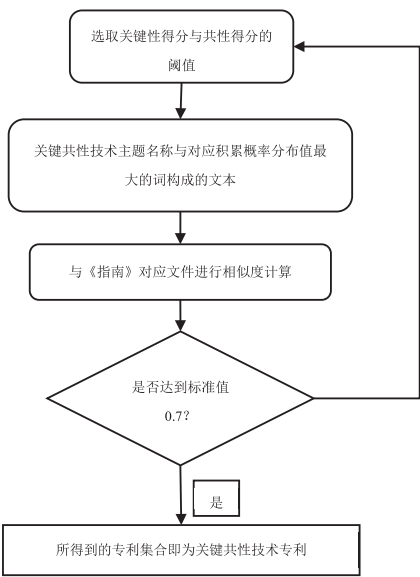 选取关键性得分与共性得分的
阈值
关键共性技术主题名称与对应积累概率分布值最
大的词构成的文本
与《指南》对应文件进行相似度计算
是否达到标准值
0.7?
是
所得到的专利集合即为关键共性技术专利